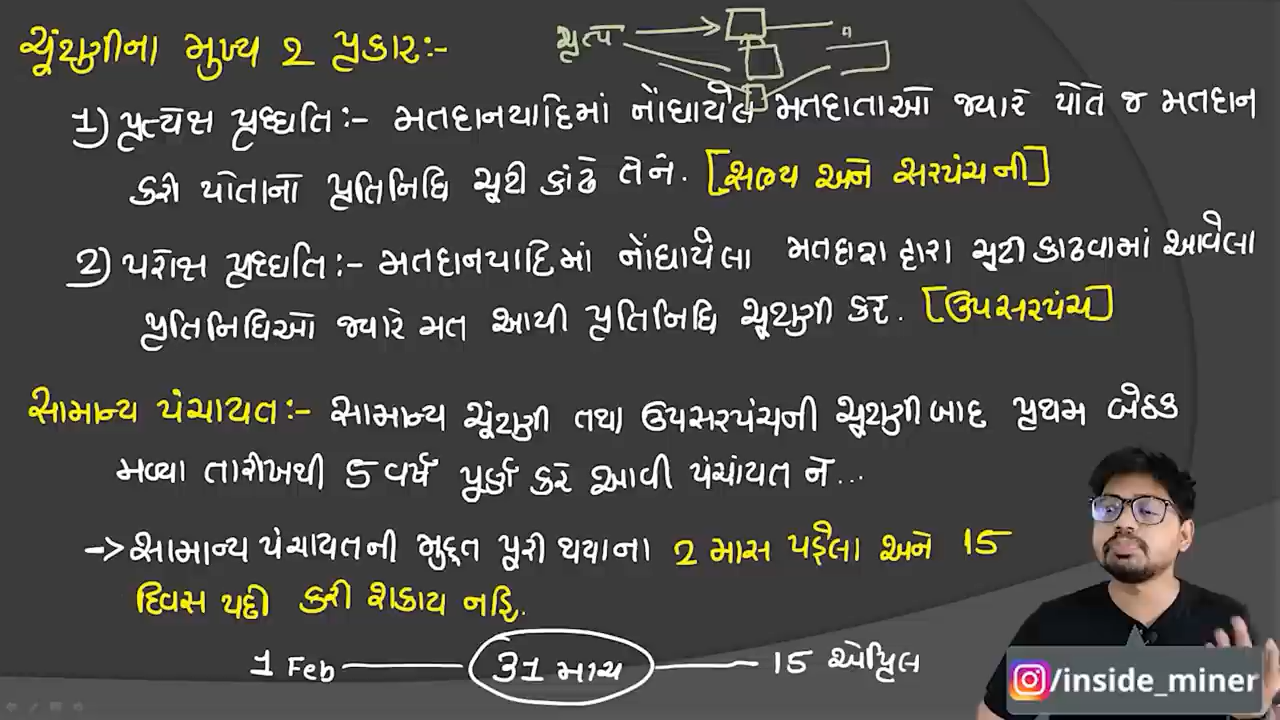 ચૂંટણીના મુખ્ય 2 પ્રકાર:-
1) પ્રત્યક્ષ પ્રધ્ધતિ:- મતદાનયાદિમાં નોંધાયેલ મતદાતાઓ જ્યારે પોતે જ મતદાન
કરી પોતાનો પ્રતિનિધિ ચૂટી કાંઢે તેને. [સભ્ય અને સરપંચની]
2) પરોક્ષ પ્રધ્ધતિ:- મતદાનયાદિમાં નોંધાયેલા મતદારો દ્વારા ચૂટી કાઢવામાં આવેલા
પ્રતિનિધિઓ જ્યારે મત આપી પ્રતિનિધિ ચૂટણી કરે. [ઉપસરપંચ]
સામાન્ય પંચાયત:- સામાન્ય ચૂંટણી તથા ઉપસરપંચની ચૂટણી બાદ પ્રથમ બેઠક
મળ્યા તારીખથી 5 વર્ષ પૂર્ણ કરે આવી પંચાંયત ને...
-> સામાન્ય પંચાયતની મુદ્દત પૂરી થયાના 2 માસ પહેલા અને 15
દિવસ પછી કરી શકાય નહિ.
1 Feb 31 માચ 15 એપ્રિલ
/inside_miner